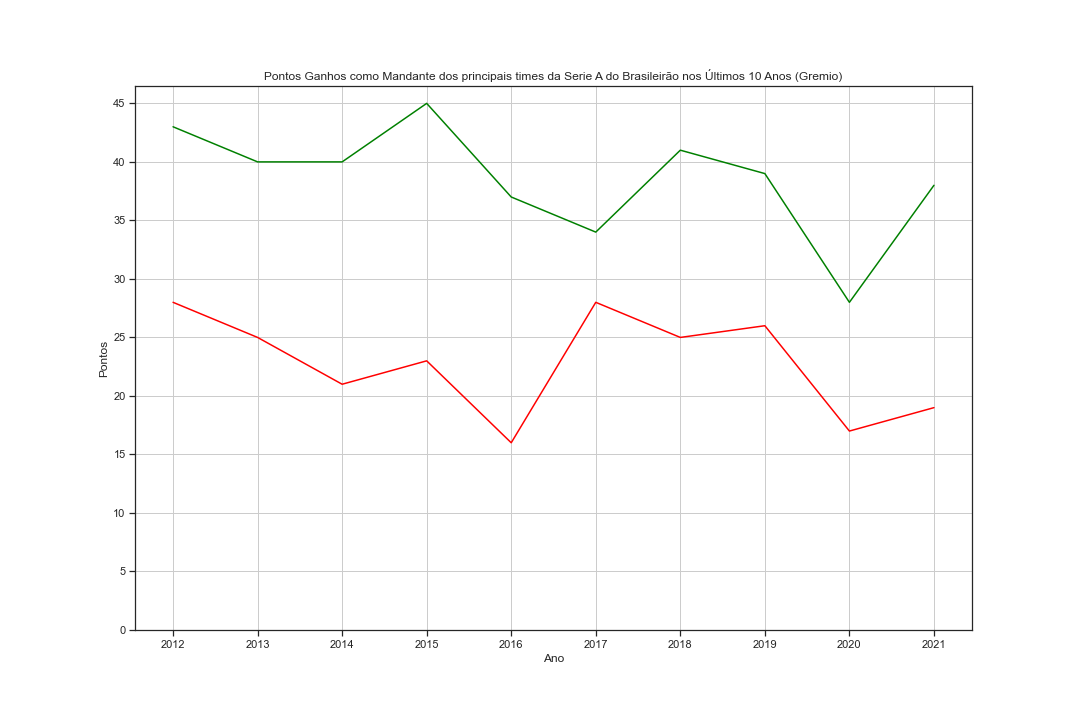 Pontos Ganhos como Mandante dos principais times da Serie A do Brasileirão nos Últimos 10 Anos (Gremio)
45
40
35
30
25
20
15
10
5
0
Pontos
2012 2013 2014 2015 2016 2017 2018 2019 2020 2021
Ano